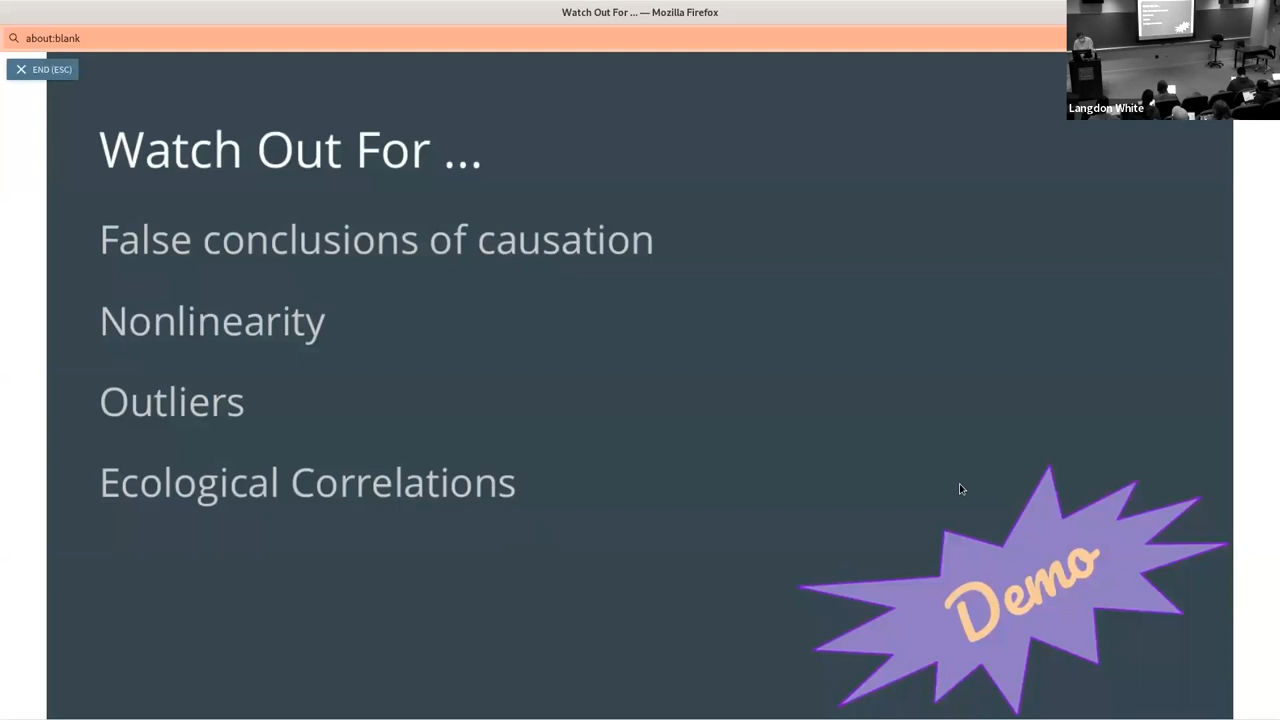 Watch Out For ... — Mozilla Firefox
about:blank
END (ESC)
Langdon White
Watch Out For ...
False conclusions of causation
Nonlinearity
Outliers
Ecological Correlations
Demo